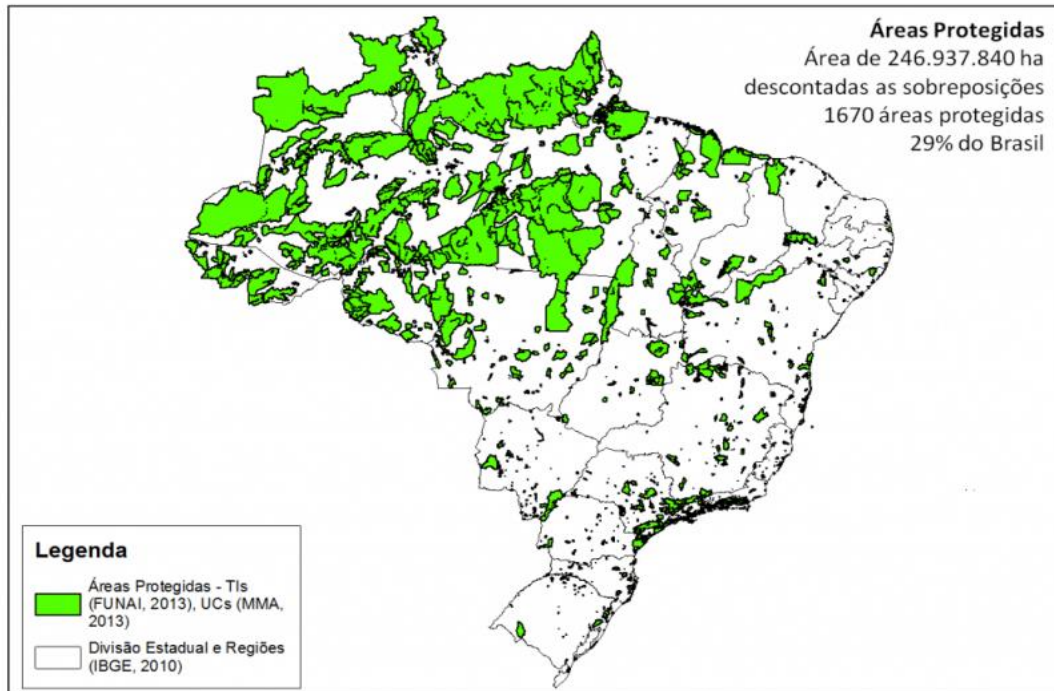 Áreas Protegidas
Área de 246.937.840 ha
descontadas as sobreposições
1670 áreas protegidas
29% do Brasil
Legenda
Áreas Protegidas - TIs
(FUNAI, 2013), UCs (MMA,
2013)
Divisão Estadual e Regiões
(IBGE, 2010)